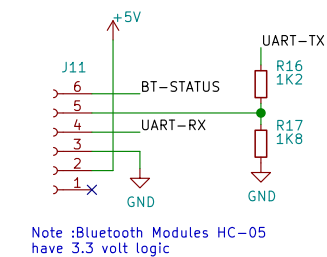 +5V
UART-TX
J11
R16
1K2
6
BT-STATUS
5
4
UART-RX
R17
1K8
3
2
1
GND
GND
Note :Bluetooth Modules HC-05
have 3.3 volt logic